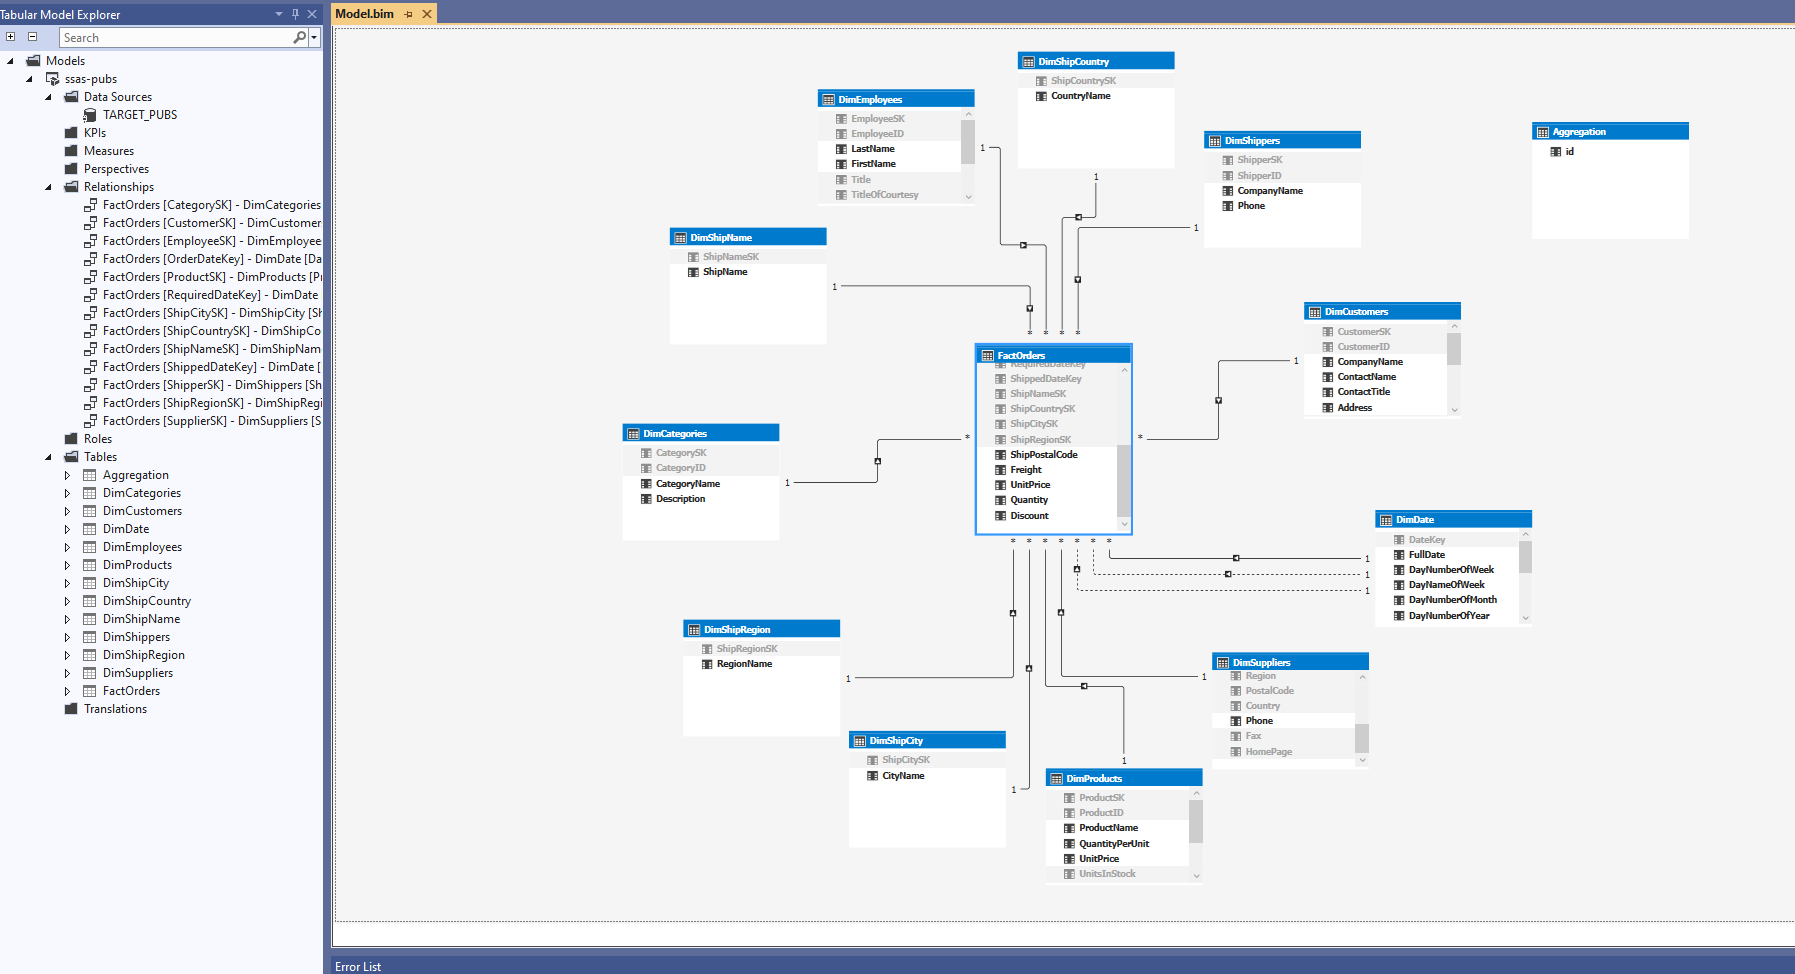 Tabular Model Explorer
Search
Models
ssas-pubs
Data Sources
TARGET_PUBS
KPIs
Measures
Perspectives
Relationships
FactOrders [CategorySK] - DimCategories
FactOrders [CustomerSK] - DimCustomer
FactOrders [EmployeeSK] - DimEmployee
FactOrders [OrderDateKey] - DimDate [Da
FactOrders [ProductSK] - DimProducts [P
FactOrders [RequiredDateKey] - DimDate
FactOrders [ShipCitySK] - DimShipCity [Sh
FactOrders [ShipCountrySK] - DimShipCo
FactOrders [ShipNameSK] - DimShipNam
FactOrders [ShippedDateKey] - DimDate [
FactOrders [ShipperSK] - DimShippers [Sh
FactOrders [ShipRegionSK] - DimShipRegi
FactOrders [SupplierSK] - DimSuppliers [S
Roles
Tables
Aggregation
DimCategories
DimCustomers
DimDate
DimEmployees
DimProducts
DimShipCity
DimShipCountry
DimShipName
DimShippers
DimShipRegion
DimSuppliers
FactOrders
Translations
Model.bim
DimShipCountry
ShipCountrySK
CountryName
1
DimEmployees
EmployeeSK
EmployeeID
LastName
FirstName
Title
TitleOfCourtesy
1
DimShippers
ShipperSK
ShipperID
CompanyName
Phone
1
Aggregation
id
DimShipName
ShipNameSK
ShipName
1
* * * *
DimCustomers
CustomerSK
CustomerID
CompanyName
ContactName
ContactTitle
Address
1
FactOrders
RequiredDateKey
ShippedDateKey
ShipNameSK
ShipCountrySK
ShipCitySK
ShipRegionSK
ShipPostalCode
Freight
UnitPrice
Quantity
Discount
* *
* * * * * * *
DimCategories
CategorySK
CategoryID
CategoryName
Description
1
DimDate
DateKey
FullDate
DayNumberOfWeek
DayNameOfWeek
DayNumberOfMonth
DayNumberOfYear
1
1
1
DimShipRegion
ShipRegionSK
RegionName
1
DimSuppliers
Region
PostalCode
Country
Phone
Fax
HomePage
1
DimShipCity
ShipCitySK
CityName
1
DimProducts
ProductSK
ProductID
ProductName
QuantityPerUnit
UnitPrice
UnitsInStock
1
Error List